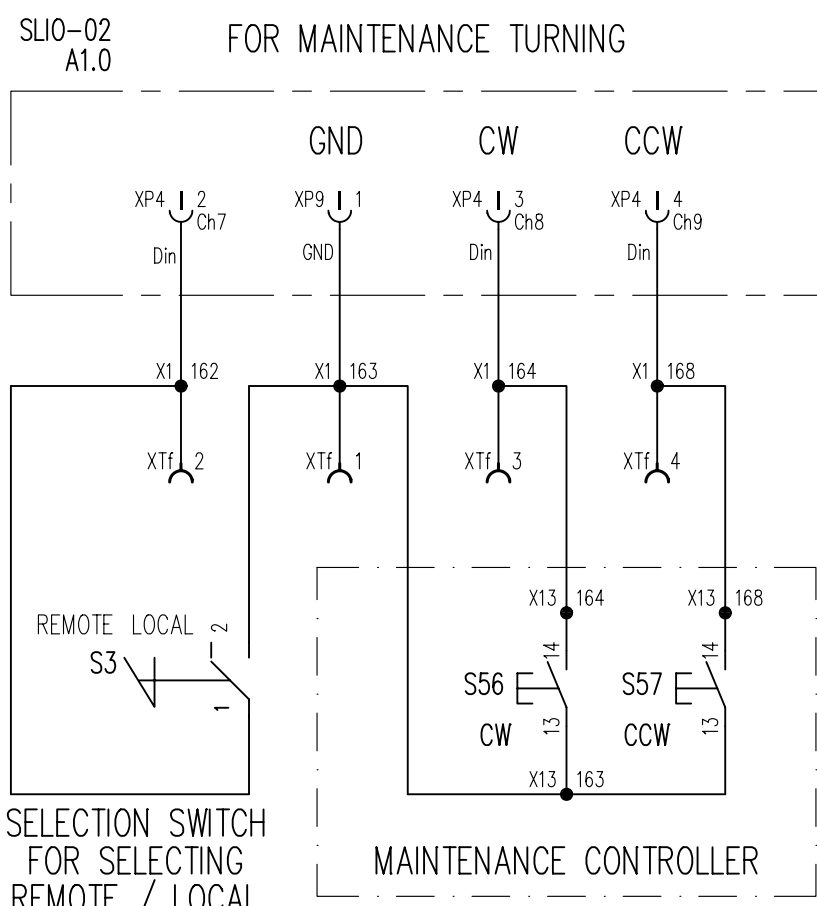 SLIO-02
A1.0
FOR MAINTENANCE TURNING
GND CW CCW
XP4 2 XP9 1 XP4 3 XP4 4
Ch7 Ch8 Ch9
Din GND Din Din
X1 162 X1 163 X1 164 X1 168
XTf 2 XTf 1 XTf 3 XTf 4
X13 164 X13 168
REMOTE LOCAL 2
14 14
S3 S56 S57
1 13 13
CW CCW
X13 163
SELECTION SWITCH
FOR SELECTING
REMOTE / LOCAL
MAINTENANCE CONTROLLER